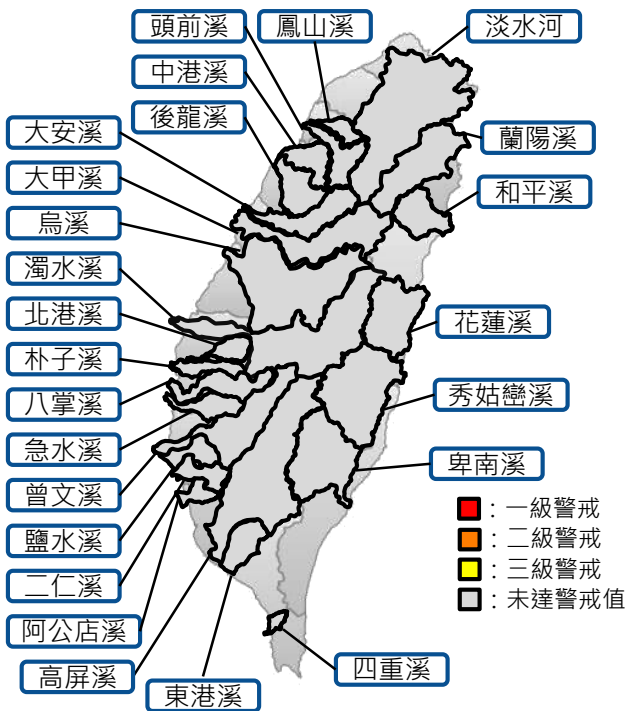 頭前溪
鳳山溪
淡水河
中港溪
後龍溪
大安溪
蘭陽溪
大甲溪
和平溪
烏溪
濁水溪
北港溪
花蓮溪
朴子溪
八掌溪
秀姑巒溪
急水溪
卑南溪
曾文溪
鹽水溪
二仁溪
阿公店溪
高屏溪
東港溪
四重溪
：一級警戒
：二級警戒
：三級警戒
：未達警戒值